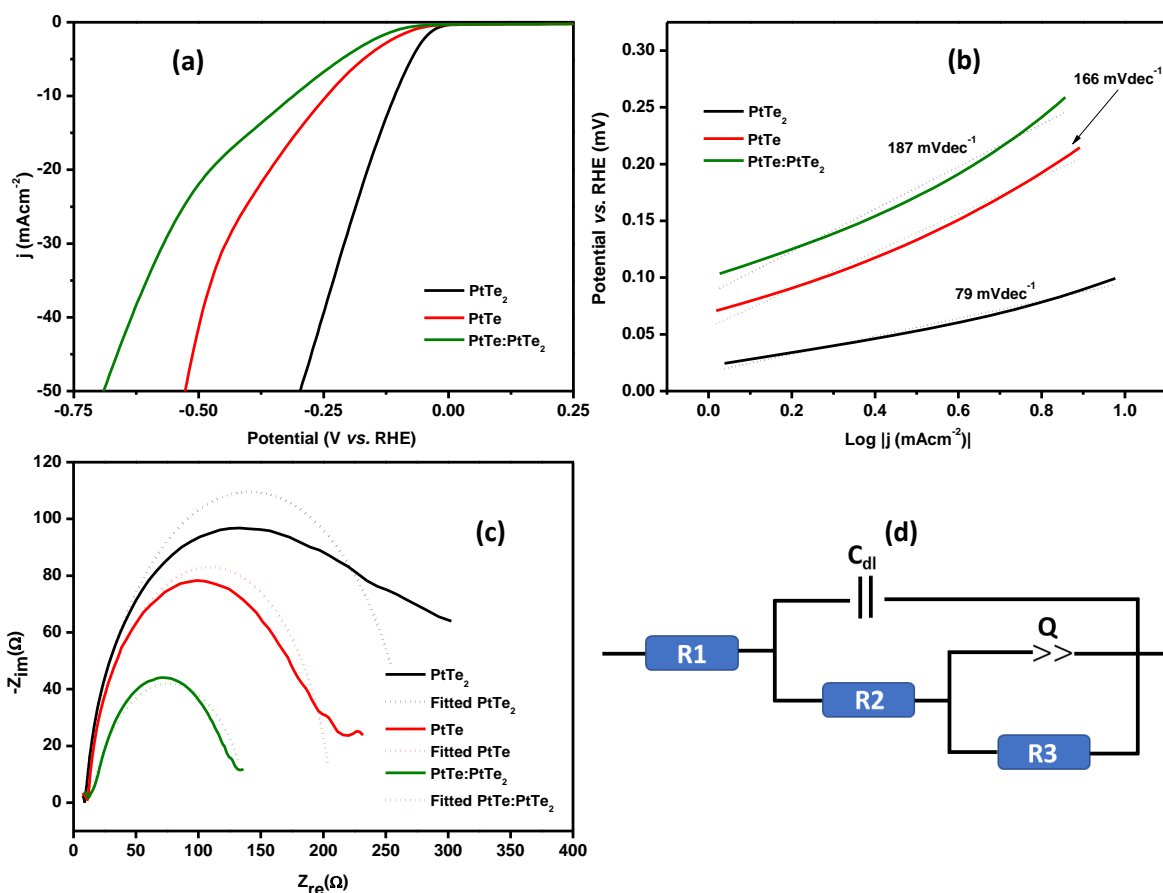 (a)
0
-10
-20
-30
-40
-50
j (mAcm-2)
-0.75
-0.50
-0.25
0.00
0.25
Potential (V vs. RHE)
PtTe2
PtTe
PtTe:PtTe2
(b)
0.30
0.25
0.20
0.15
0.10
0.05
0.00
Potential vs. RHE (mV)
0.0
0.2
0.4
0.6
0.8
1.0
Log |j (mAcm-2)|
PtTe2
PtTe
PtTe:PtTe2
166 mVdec-1
187 mVdec-1
79 mVdec-1
(c)
120
100
80
60
40
20
0
-Zim(Ω)
0
50
100
150
200
250
300
350
400
Zre(Ω)
PtTe2
Fitted PtTe2
PtTe
Fitted PtTe
PtTe:PtTe2
Fitted PtTe:PtTe2
(d)
Cdl
Q
>>
R1
R2
R3